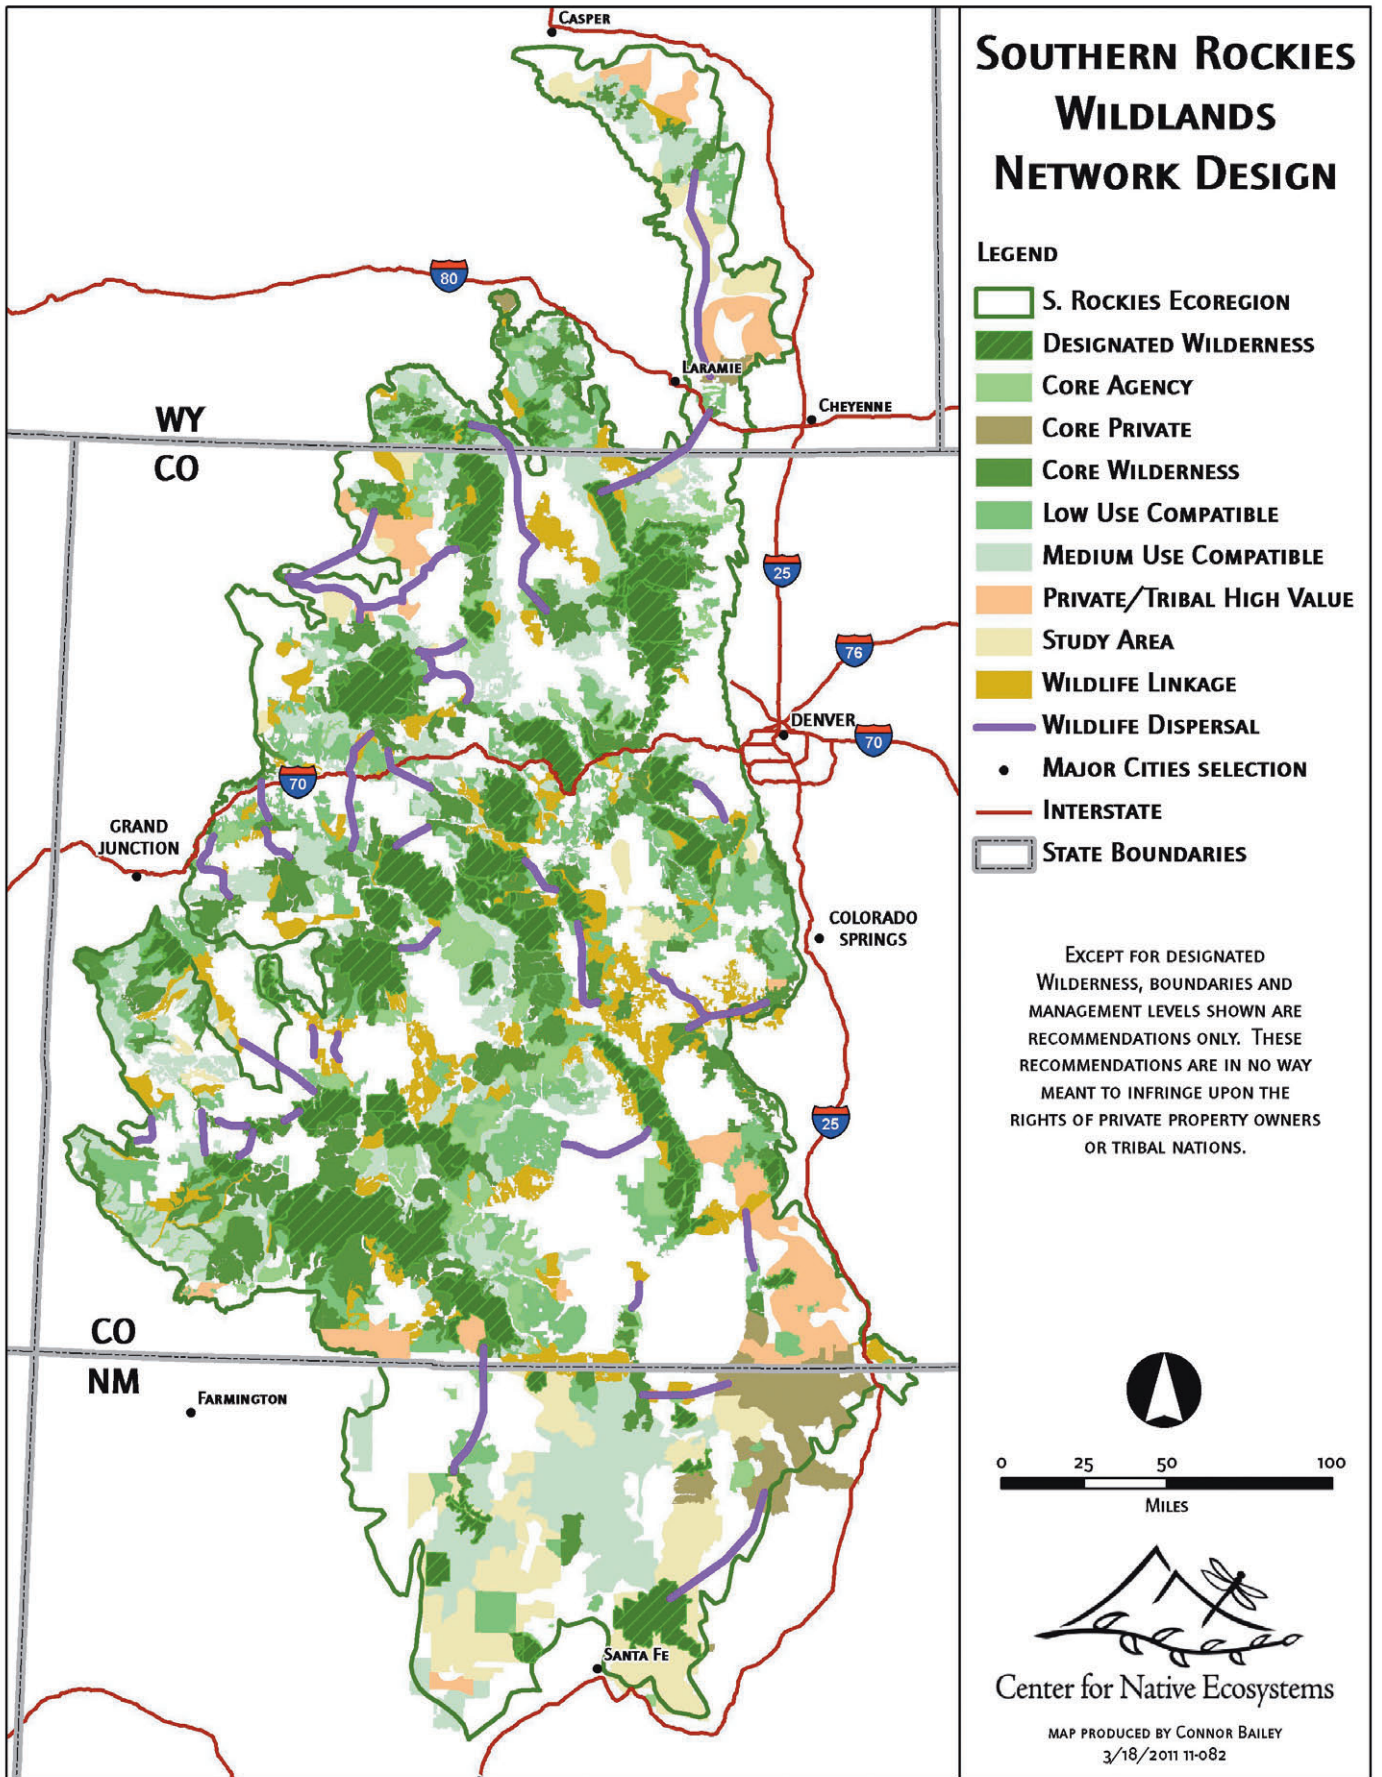 Casper
80
Laramie
Cheyenne
WY
CO
25
76
Denver
70
70
Grand
Junction
Colorado
Springs
25
CO
NM
Farmington
Santa Fe
Southern Rockies
Wildlands
Network Design
Legend
S. Rockies Ecoregion
Designated Wilderness
Core Agency
Core Private
Core Wilderness
Low Use Compatible
Medium Use Compatible
Private/Tribal High Value
Study Area
Wildlife Linkage
Wildlife Dispersal
Major Cities selection
Interstate
State Boundaries
Except for designated
Wilderness, boundaries and
management levels shown are
recommendations only. These
recommendations are in no way
meant to infringe upon the
rights of private property owners
or tribal nations.
0 25 50 100
Miles
Center for Native Ecosystems
map produced by Connor Bailey
3/18/2011 11-082